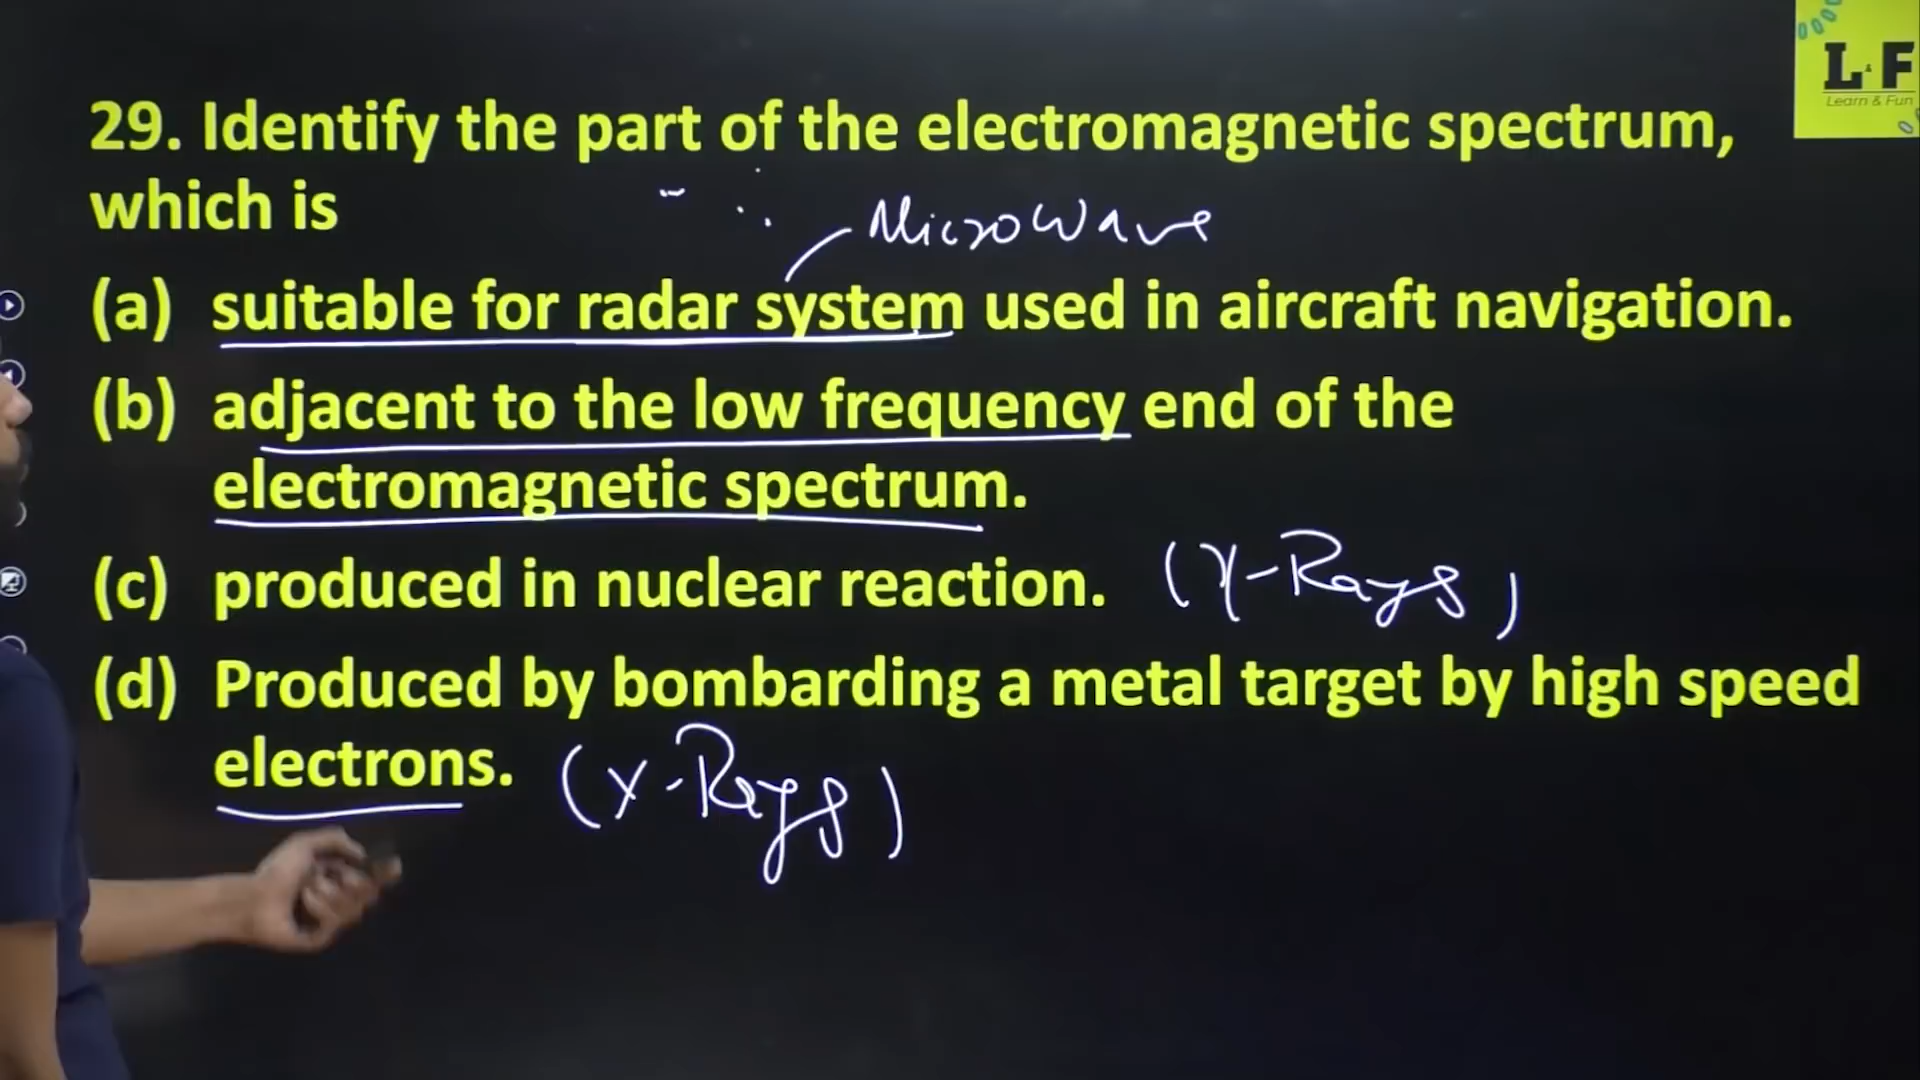 L&F
Learn & Fun
29. Identify the part of the electromagnetic spectrum,
which is
MicroWave
(a) suitable for radar system used in aircraft navigation.
(b) adjacent to the low frequency end of the
electromagnetic spectrum.
(c) produced in nuclear reaction. (γ-Rays)
(d) Produced by bombarding a metal target by high speed
electrons. (X-Rays)